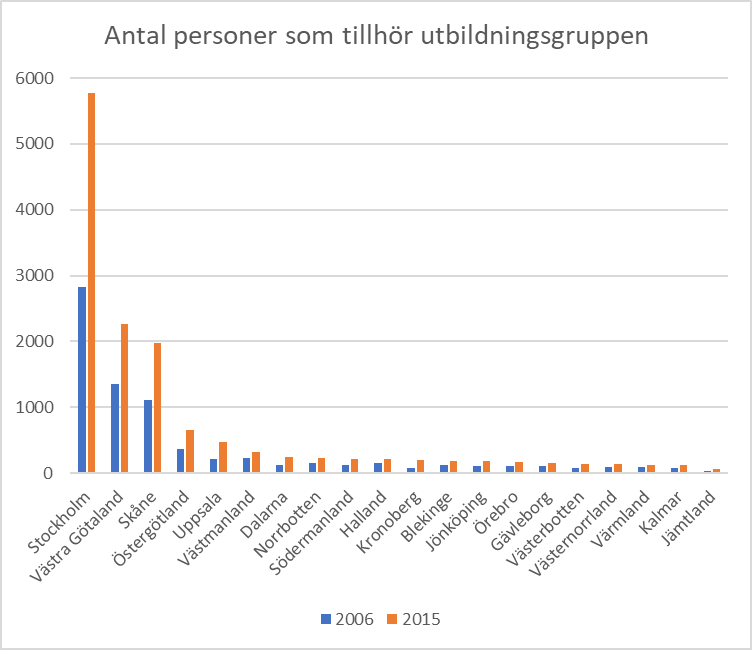 Antal personer som tillhör utbildningsgruppen
6000
5000
4000
3000
2000
1000
0
Stockholm
Västra Götaland
Skåne
Östergötland
Uppsala
Västmanland
Dalarna
Norrbotten
Södermanland
Halland
Kronoberg
Blekinge
Jönköping
Örebro
Gävleborg
Västerbotten
Västernorrland
Värmland
Kalmar
Jämtland
2006 2015